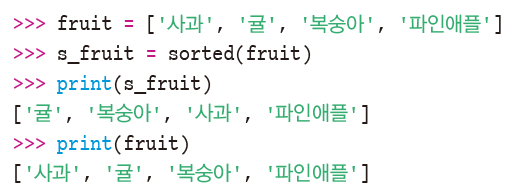 >>> fruit = ['사과', '귤', '복숭아', '파인애플']
>>> s_fruit = sorted(fruit)
>>> print(s_fruit)
['귤', '복숭아', '사과', '파인애플']
>>> print(fruit)
['사과', '귤', '복숭아', '파인애플']